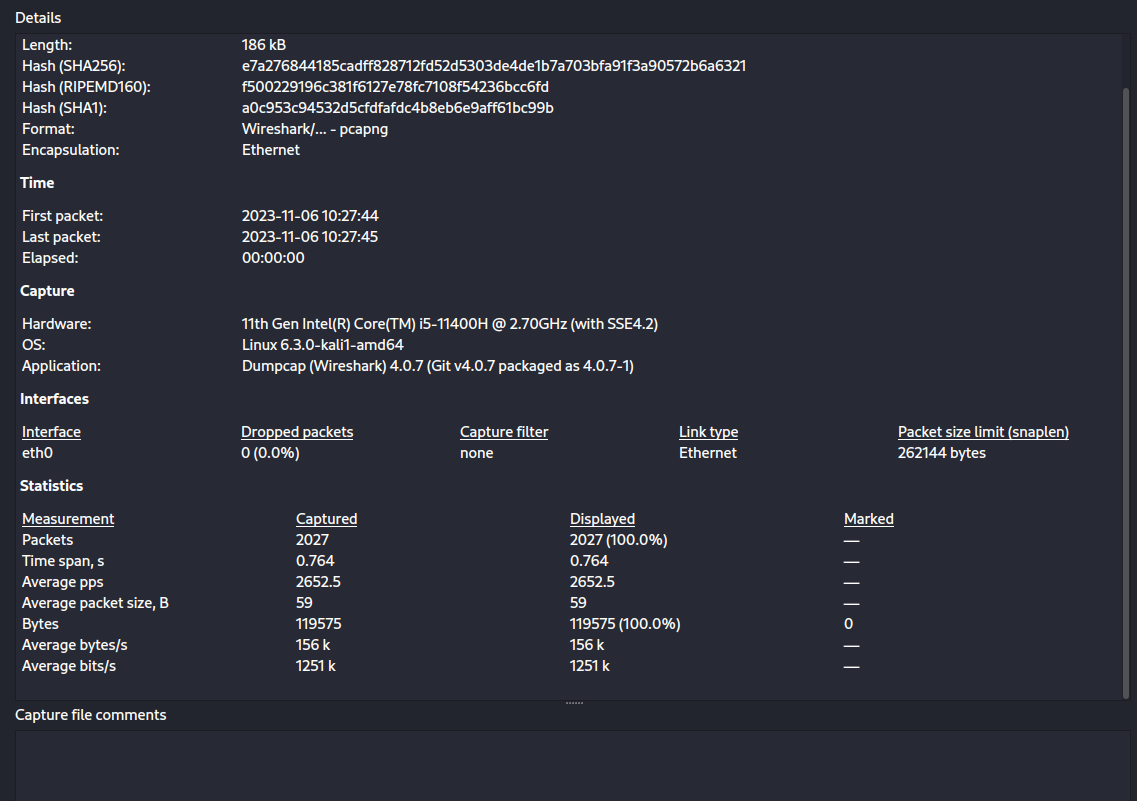 Details
Length: 186 kB
Hash (SHA256): e7a276844185cadff828712fd52d5303de4de1b7a703bfa91f3a90572b6a6321
Hash (RIPEMD160): f500229196c381f6127e78fc7108f54236bcc6fd
Hash (SHA1): a0c953c94532d5cfdfafdc4b8eb6e9aff61bc99b
Format: Wireshark/... - pcapng
Encapsulation: Ethernet
Time
First packet: 2023-11-06 10:27:44
Last packet: 2023-11-06 10:27:45
Elapsed: 00:00:00
Capture
Hardware: 11th Gen Intel(R) Core(TM) i5-11400H @ 2.70GHz (with SSE4.2)
OS: Linux 6.3.0-kali1-amd64
Application: Dumpcap (Wireshark) 4.0.7 (Git v4.0.7 packaged as 4.0.7-1)
Interfaces
Interface Dropped packets Capture filter Link type Packet size limit (snaplen)
eth0 0 (0.0%) none Ethernet 262144 bytes
Statistics
Measurement Captured Displayed Marked
Packets 2027 2027 (100.0%) —
Time span, s 0.764 0.764 —
Average pps 2652.5 2652.5 —
Average packet size, B 59 59 —
Bytes 119575 119575 (100.0%) 0
Average bytes/s 156 k 156 k —
Average bits/s 1251 k 1251 k —
Capture file comments